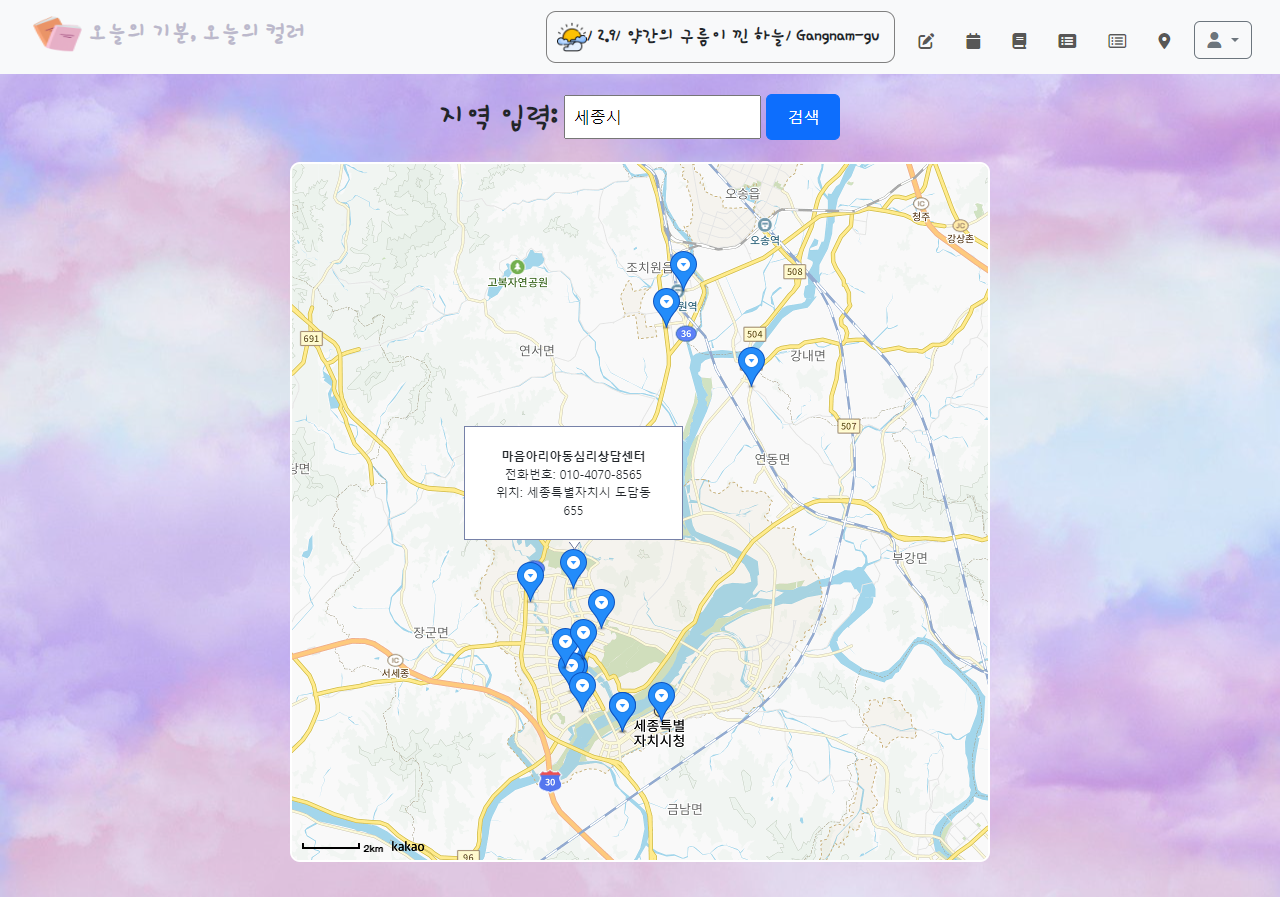 오늘의 기분, 오늘의 컬러
/ 2.9/ 약간의 구름이 낀 하늘/ Gangnam-gu
지역 입력: 세종시 검색
오송읍
IC
청주
JC
오송역
강상촌
조치원읍
508
고복자연공원
원역
691
36
504
연서면
강내면
507
연동면
당면
마음아리아동심리상담센터
전화번호: 010-4070-8565
위치: 세종특별자치시 도담동
655
부강면
장군면
IC
서세종
세종특별
자치시청
30
금남면
2km kakao
96